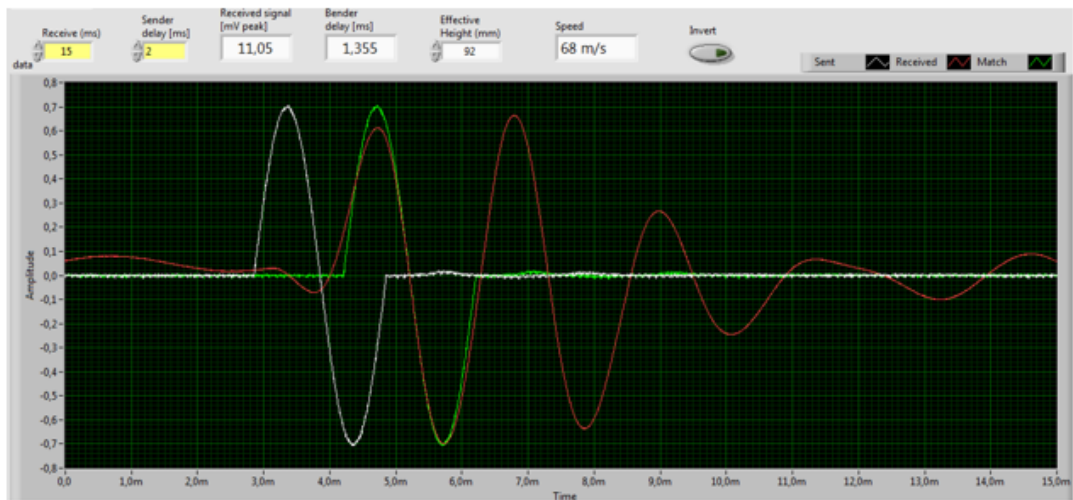 Receive (ms)
15
Sender
delay [ms]
2
Received signal
[mV peak]
11,05
Bender
delay [ms]
1,355
Effective
Height (mm)
92
Speed
68 m/s
Invert
data
Sent
Received
Match
Amplitude
0,8-
0,7-
0,6-
0,5-
0,4-
0,3-
0,2-
0,1-
0,0-
-0,1-
-0,2-
-0,3-
-0,4-
-0,5-
-0,6-
-0,7-
-0,8-
0,0 1,0m 2,0m 3,0m 4,0m 5,0m 6,0m 7,0m 8,0m 9,0m 10,0m 11,0m 12,0m 13,0m 14,0m 15,0m
Time